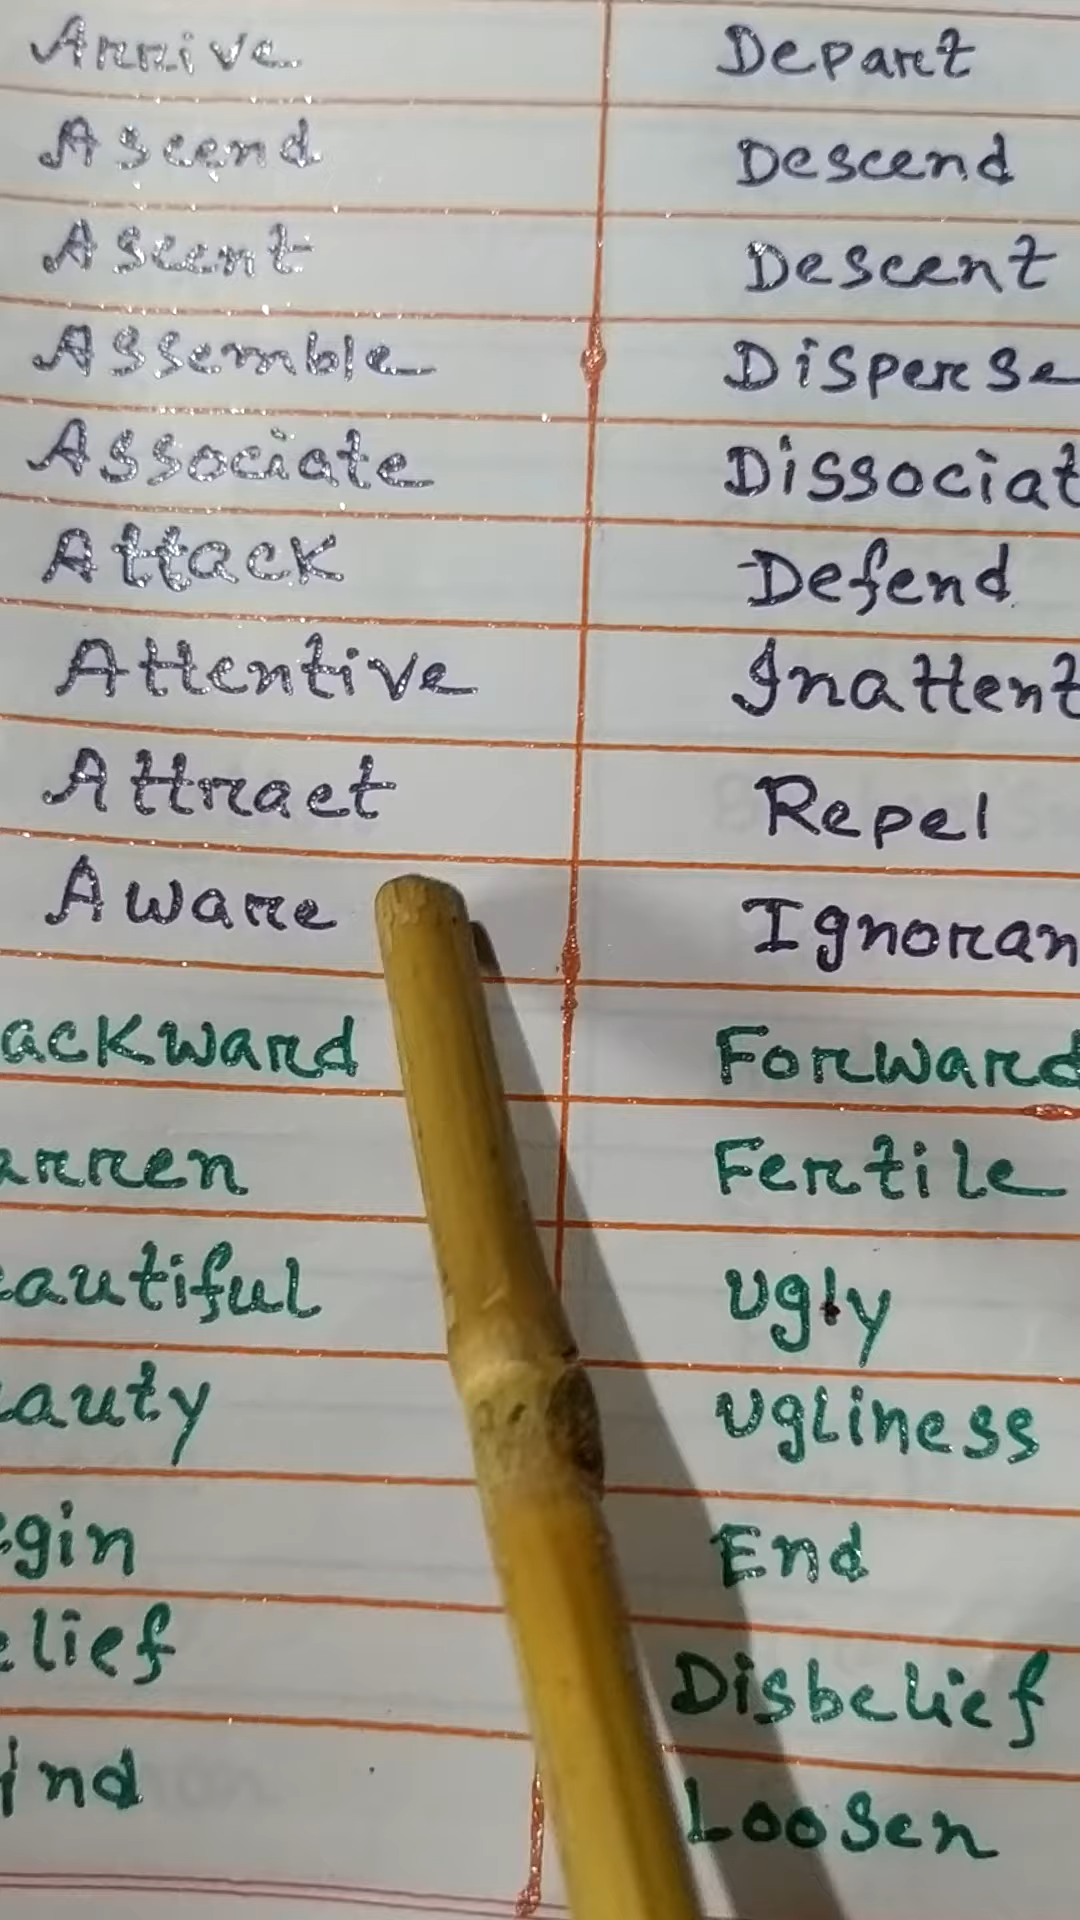 Arrive Depart
Ascend Descend
Ascent Descent
Assemble Disperse
Associate Dissociat
Attack Defend
Attentive Inattent
Attract Repel
Aware Ignoran
ackward Forward
arren Fertile
eautiful Ugly
eauty Ugliness
egin End
elief Disbelief
ind Loosen